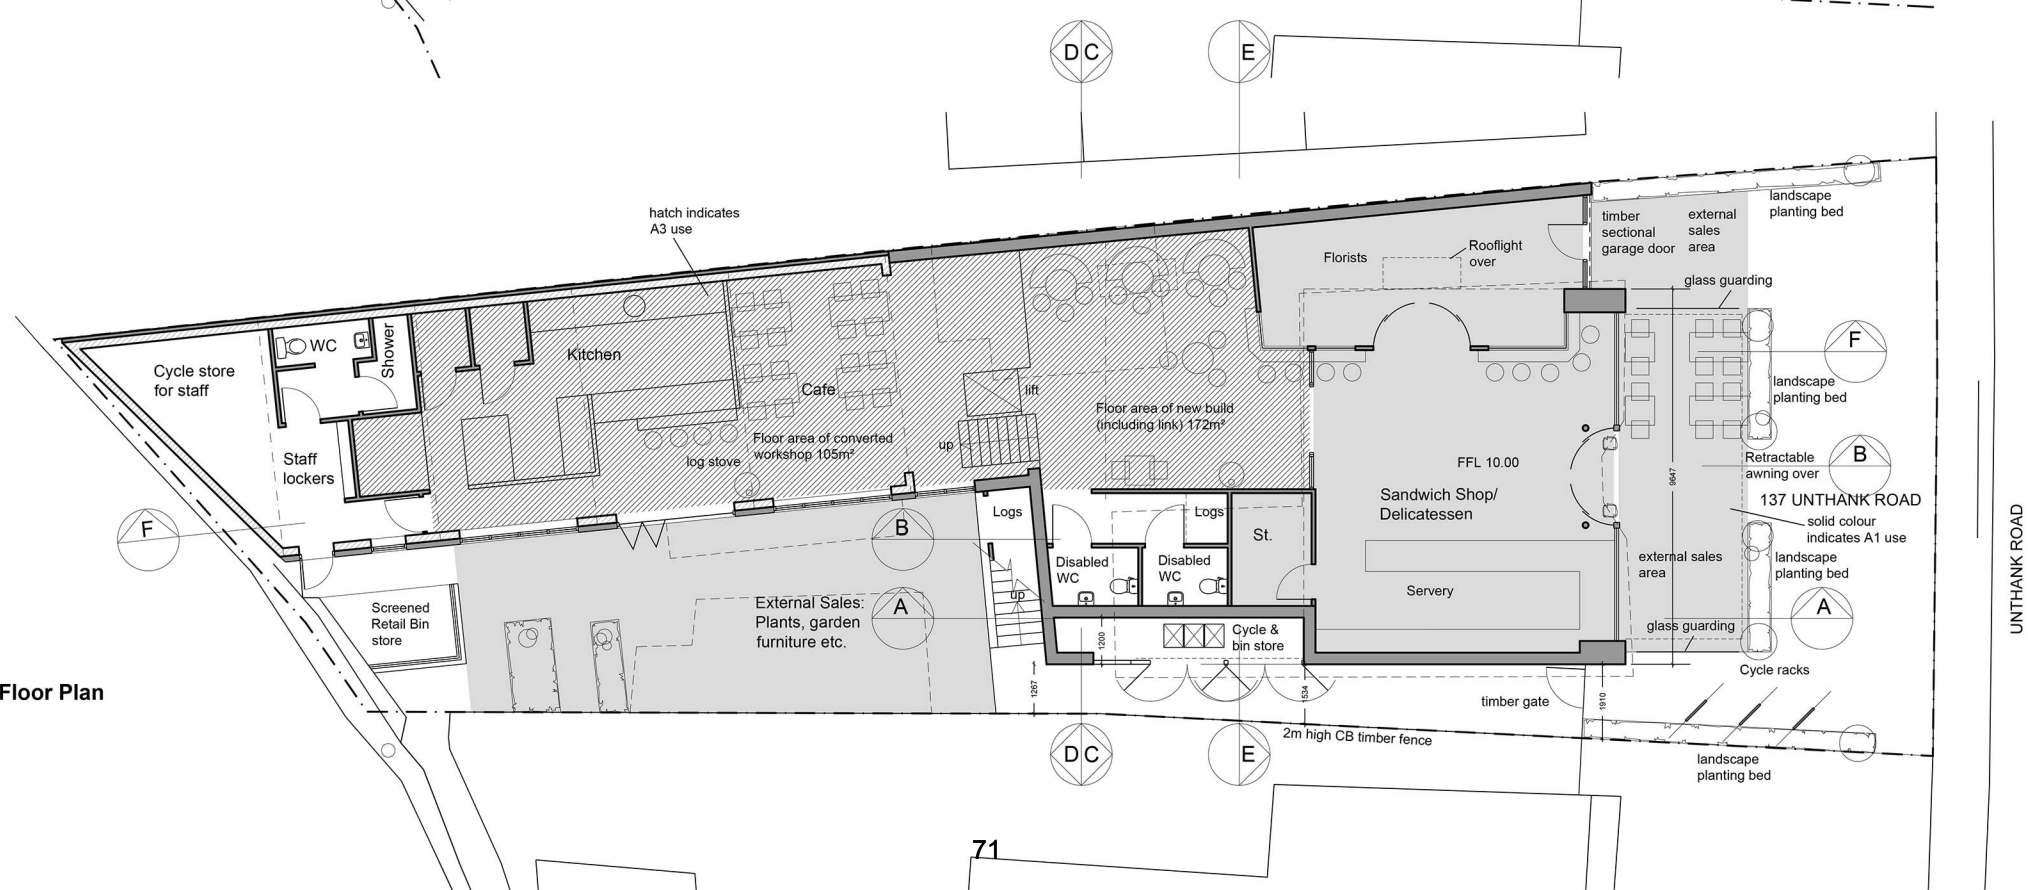 D C
E
hatch indicates
A3 use
landscape
planting bed
timber
sectional
garage door
external
sales
area
Florists
Rooflight
over
glass guarding
WC
Shower
Kitchen
Cycle store
for staff
Cafe
lift
F
landscape
planting bed
Floor area of new build
(including link) 172m²
up
Floor area of converted
workshop 105m²
log stove
Staff
lockers
FFL 10.00
Sandwich Shop/
Delicatessen
9647
Retractable
awning over
B
137 UNTHANK ROAD
solid colour
indicates A1 use
F
B
Logs
Logs
St.
Disabled
WC
Disabled
WC
external sales
area
landscape
planting bed
UNTHANK ROAD
Servery
up
Screened
Retail Bin
store
External Sales:
Plants, garden
furniture etc.
A
A
1200
Cycle &
bin store
glass guarding
Cycle racks
Floor Plan
1267
1534
timber gate
1910
2m high CB timber fence
D C
E
landscape
planting bed
71